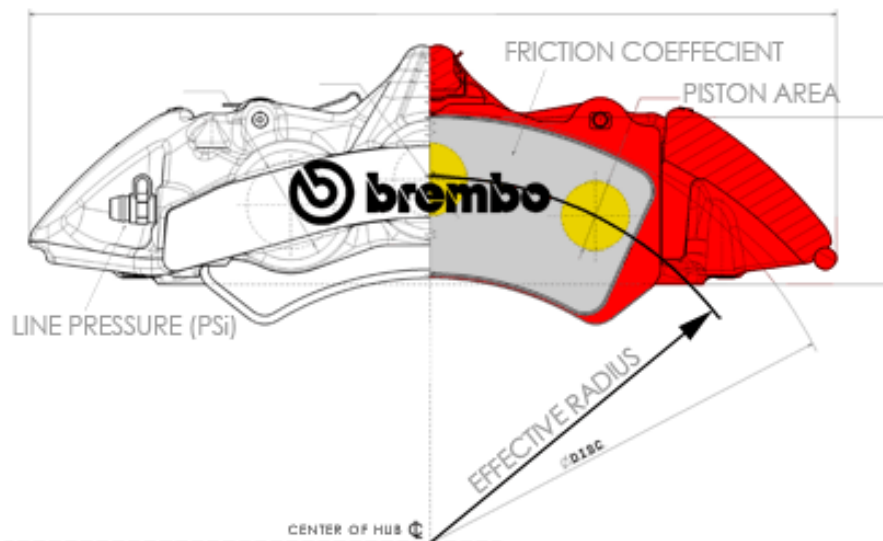 FRICTION COEFFECIENT
PISTON AREA
brembo
LINE PRESSURE (PSi)
EFFECTIVE RADIUS
ØDISC
CENTER OF HUB ℄